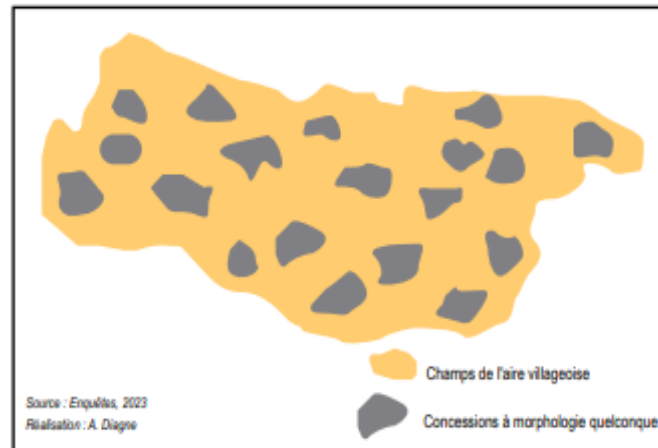 Champs de l'aire villageoise
Source : Enquêtes, 2023
Réalisation : A. Diagne
Concessions à morphologie quelconque